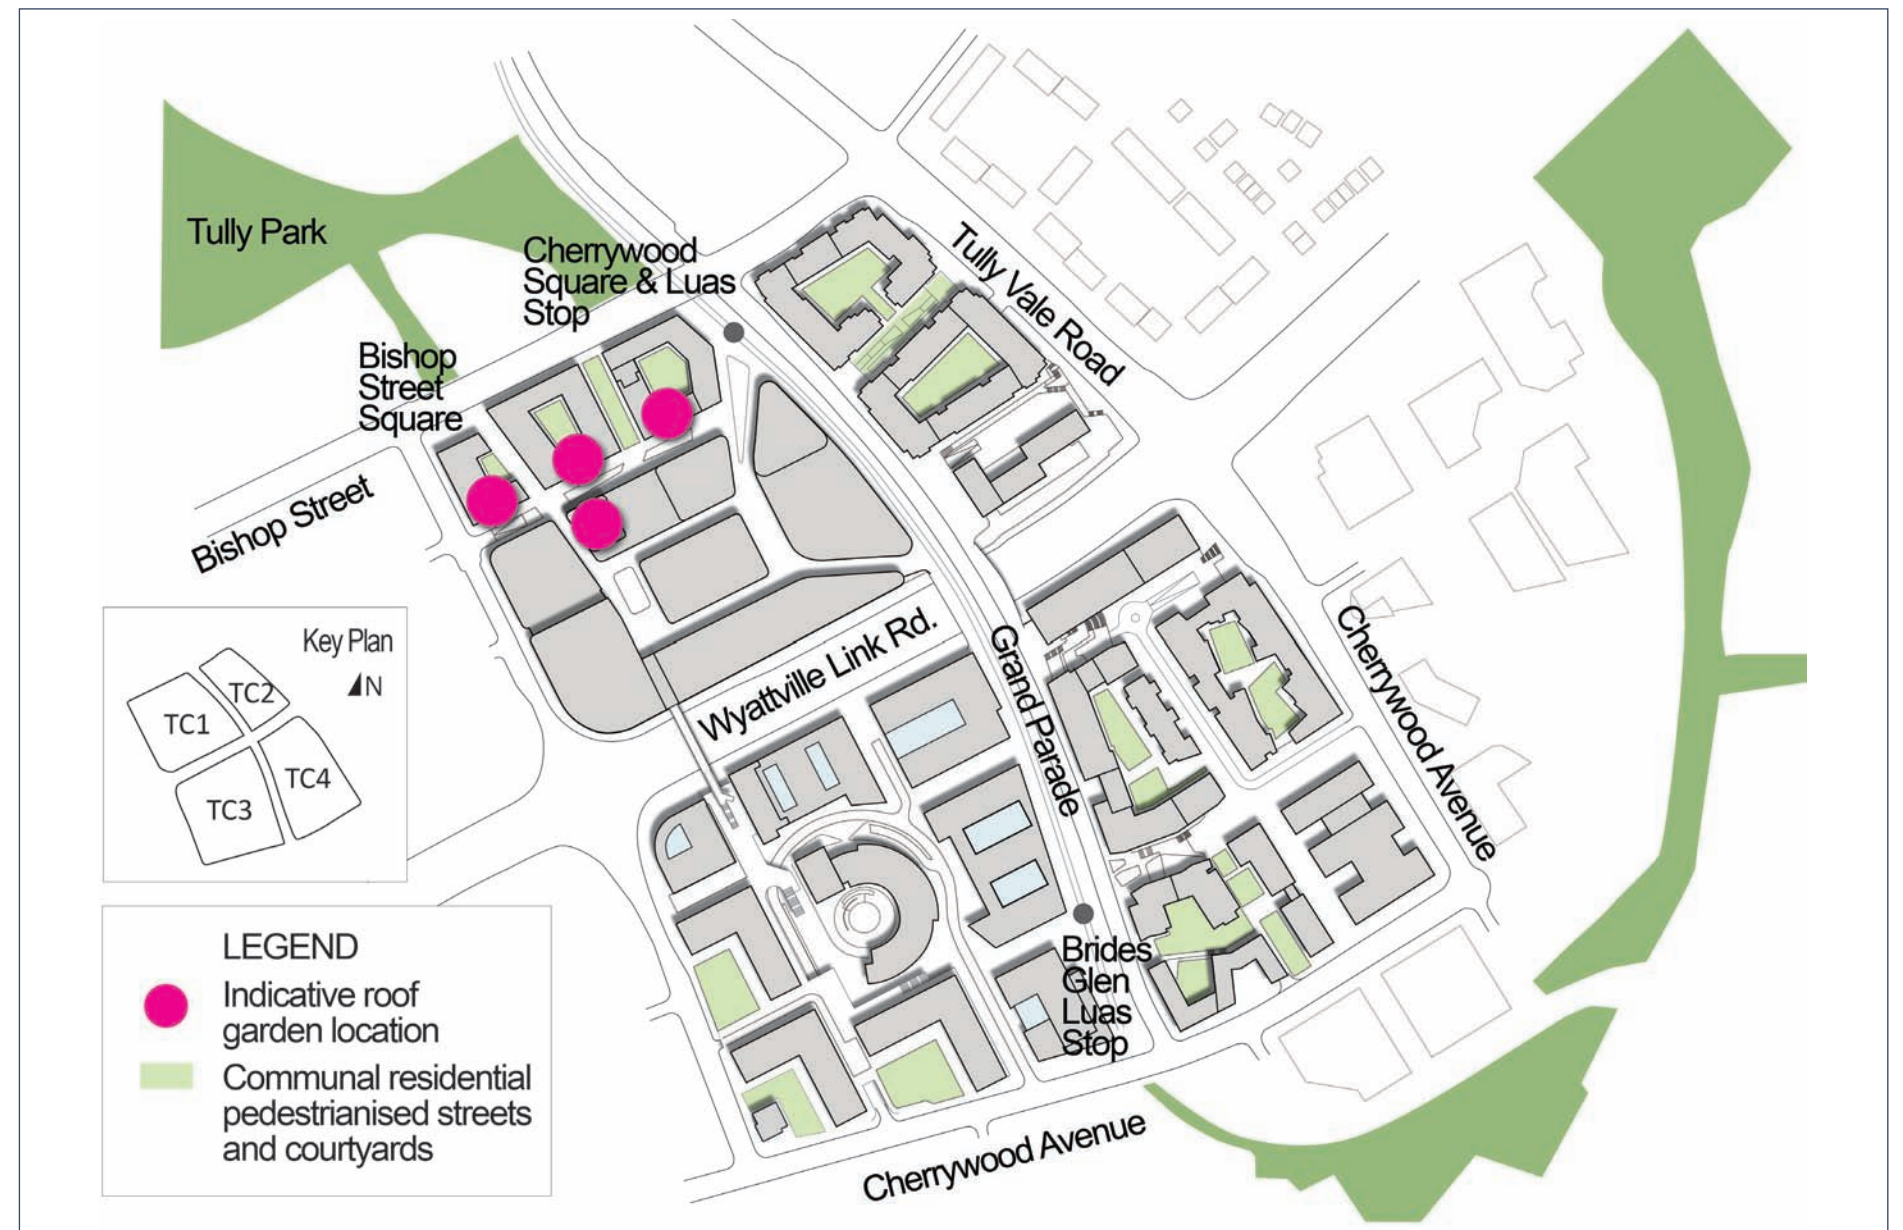 Tully Park
Cherrywood
Square & Luas
Stop
Tully Vale Road
Bishop
Street
Square
Bishop Street
Wyattville Link Rd.
Grand Parade
Cherrywood Avenue
Key Plan
N
TC1
TC2
TC3
TC4
Brides
Glen
Luas
Stop
Cherrywood Avenue
LEGEND
Indicative roof
garden location
Communal residential
pedestrianised streets
and courtyards